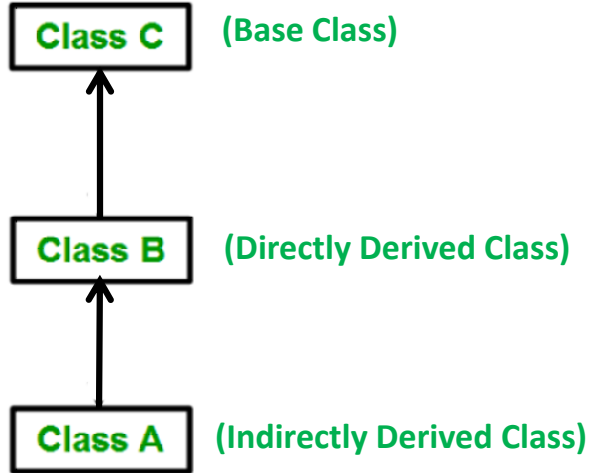 Class C (Base Class)
Class B (Directly Derived Class)
Class A (Indirectly Derived Class)